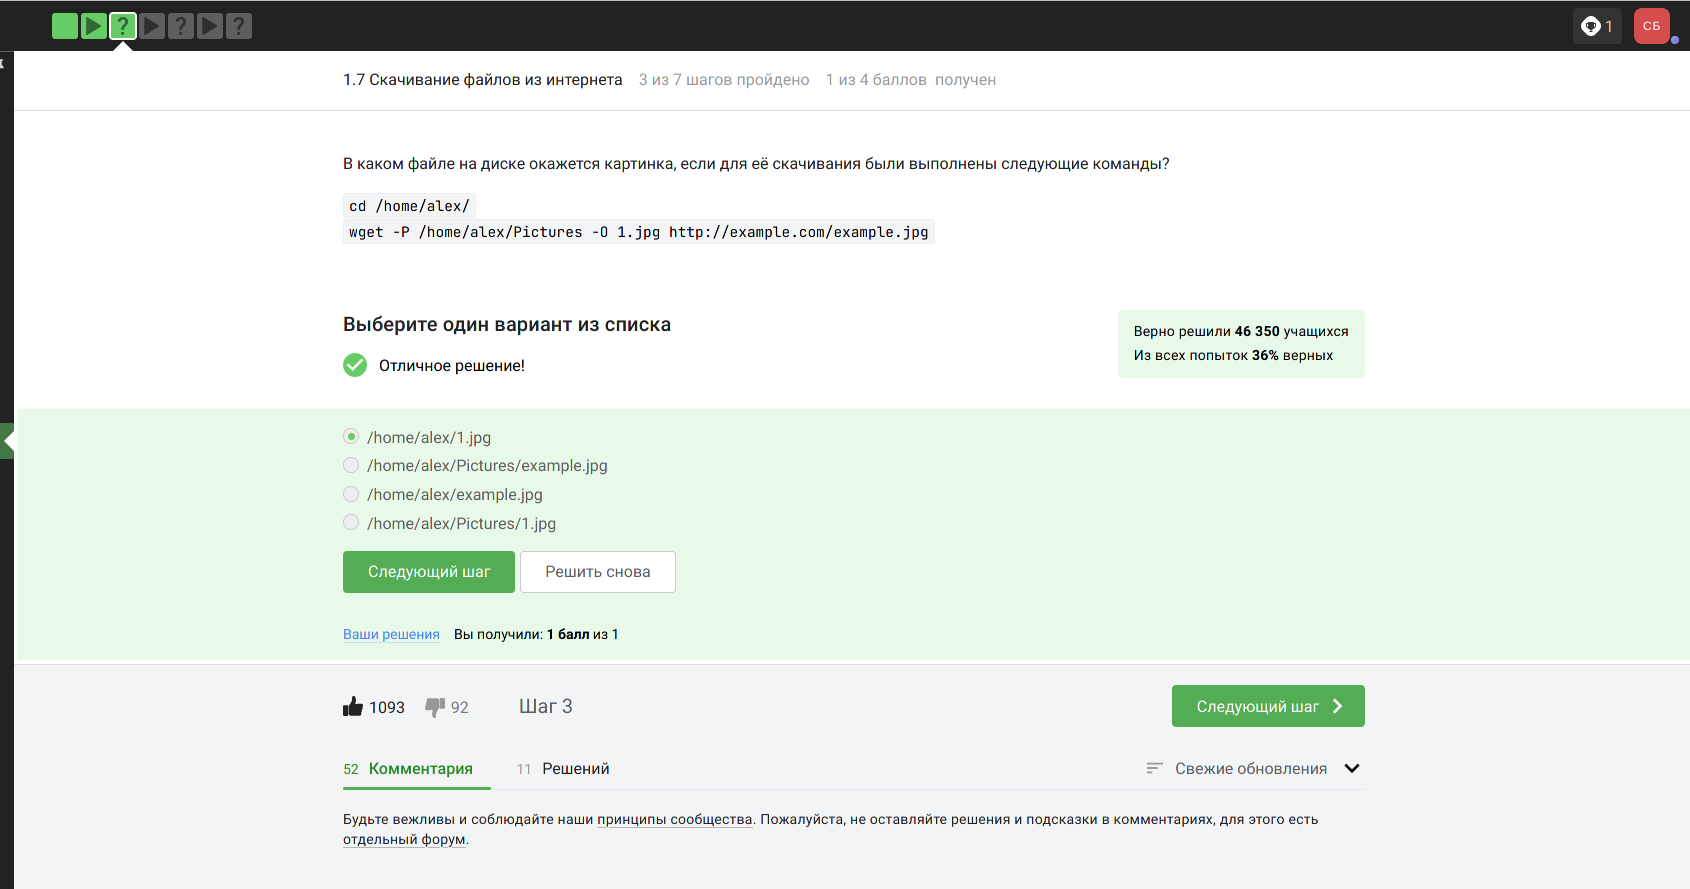 ?
?
?
1
СБ
1.7 Скачивание файлов из интернета 3 из 7 шагов пройдено 1 из 4 баллов получен
В каком файле на диске окажется картинка, если для её скачивания были выполнены следующие команды?
cd /home/alex/
wget -P /home/alex/Pictures -O 1.jpg http://example.com/example.jpg
Выберите один вариант из списка
Верно решили 46 350 учащихся
Из всех попыток 36% верных
Отличное решение!
/home/alex/1.jpg
/home/alex/Pictures/example.jpg
/home/alex/example.jpg
/home/alex/Pictures/1.jpg
Следующий шаг Решить снова
Ваши решения Вы получили: 1 балл из 1
1093 92 Шаг 3 Следующий шаг
52 Комментария 11 Решений Свежие обновления
Будьте вежливы и соблюдайте наши принципы сообщества. Пожалуйста, не оставляйте решения и подсказки в комментариях, для этого есть
отдельный форум.